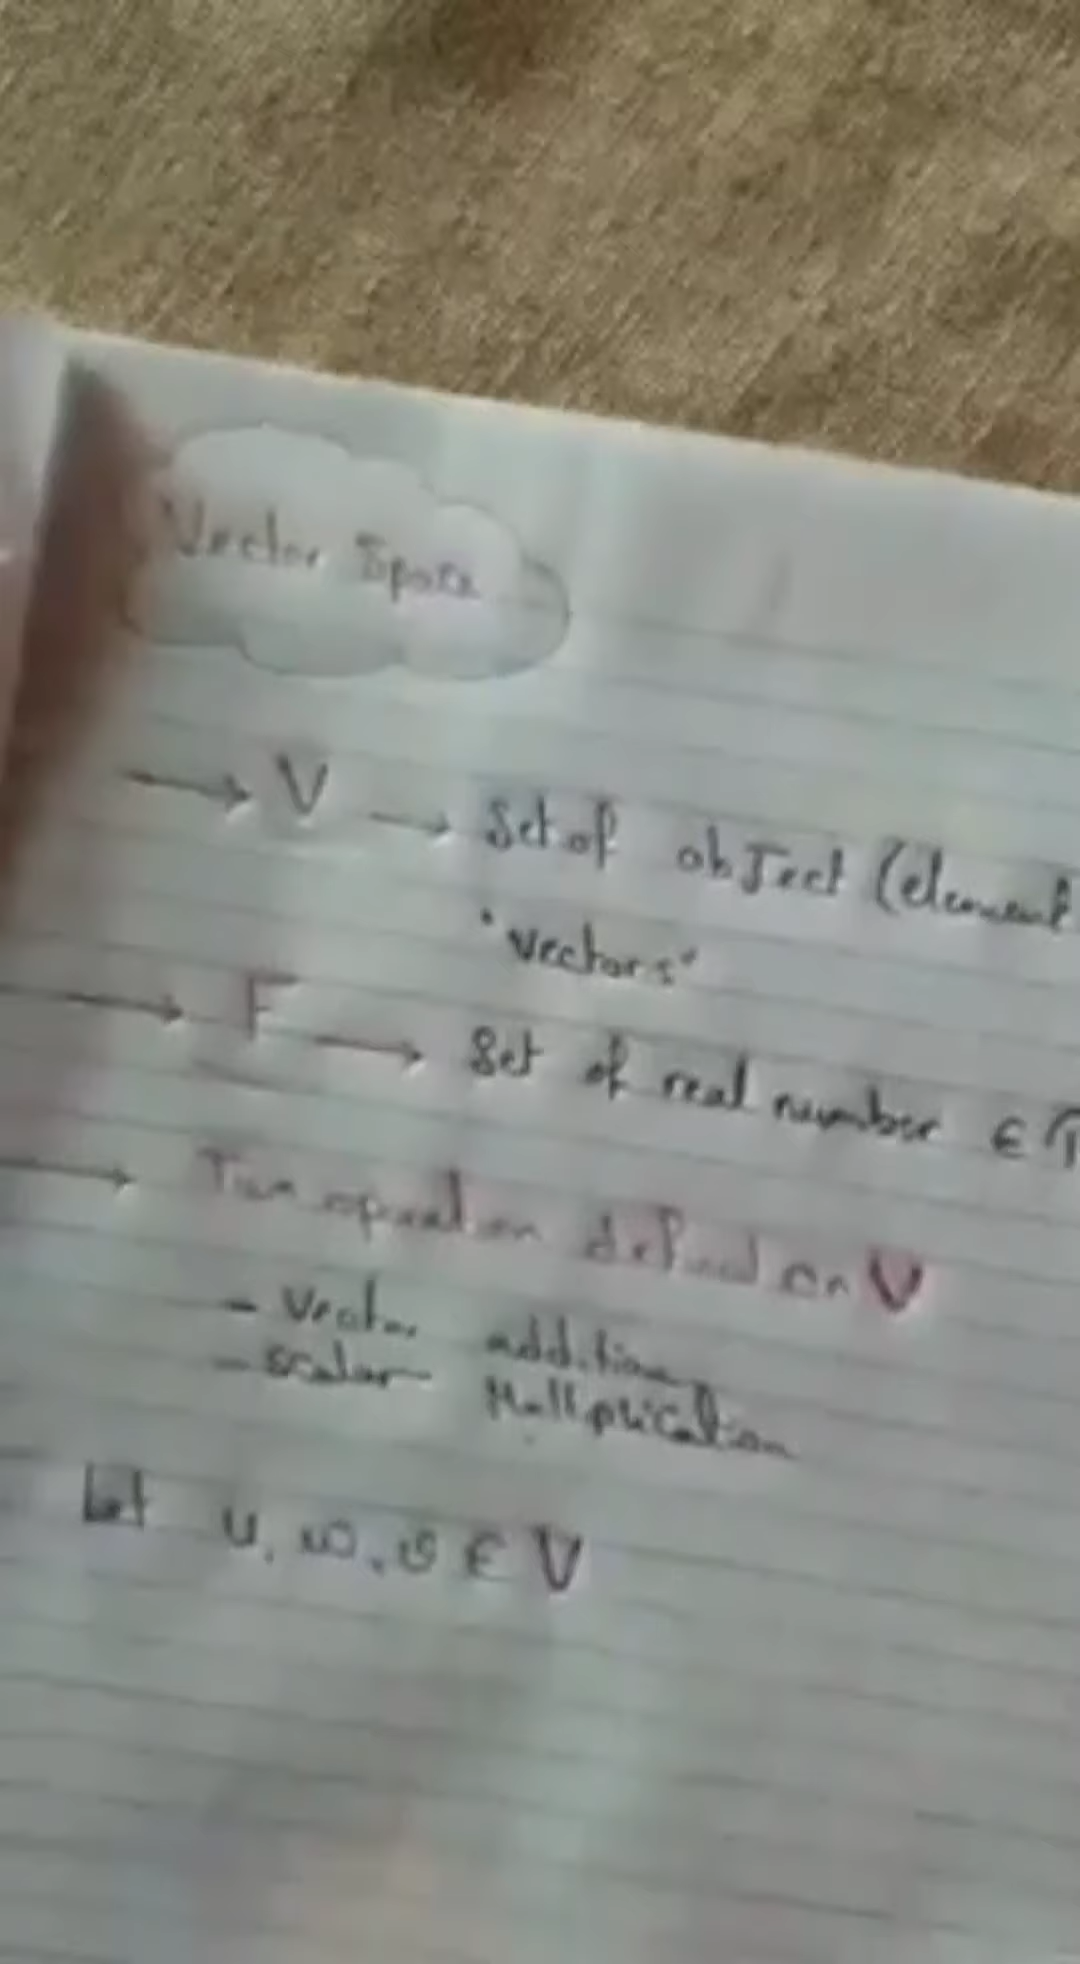 Vector Space
→ V → Set of object (element
"vectors"
→ F → Set of real number ∈
→ Two operation defined on V
- Vector addition
- scalar Multiplication
Let u, w, v ∈ V